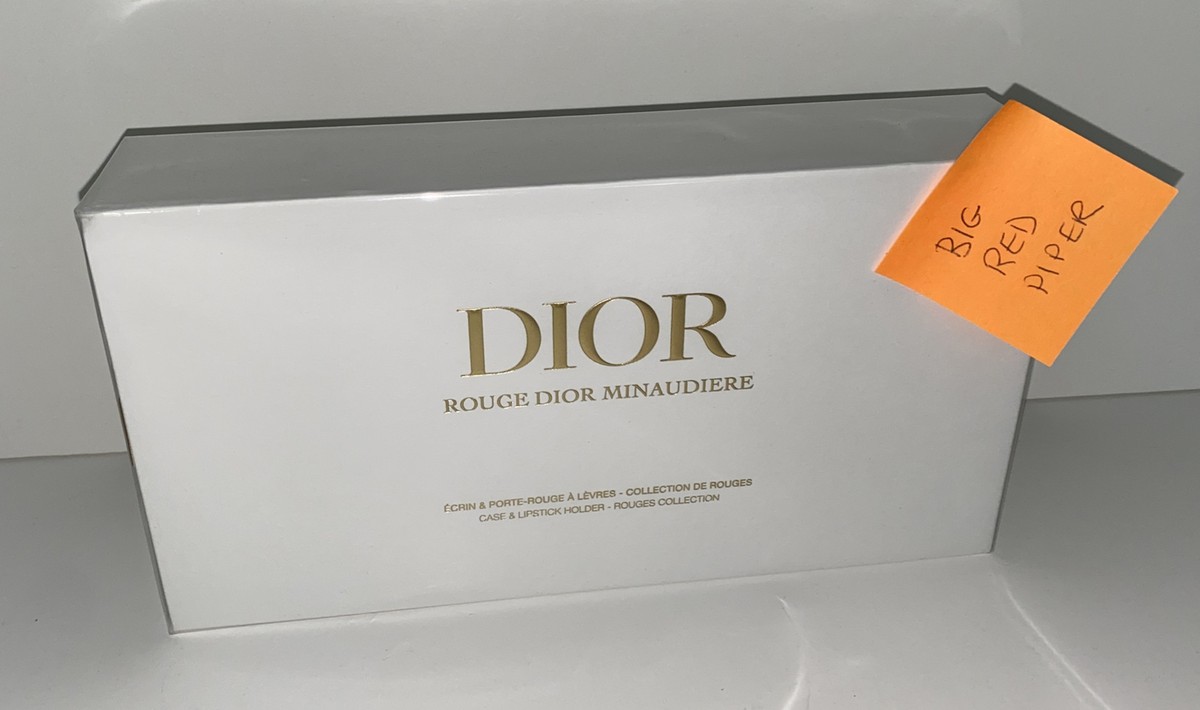 DIOR
ROUGE DIOR MINAUDIERE
ÉCRIN & PORTE-ROUGE À LÈVRES - COLLECTION DE ROUGES
CASE & LIPSTICK HOLDER - ROUGES COLLECTION
BIG
RED
PIPER